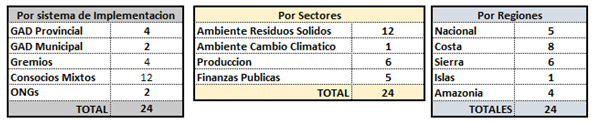 Por sistema de Implementacion
GAD Provincial 4
GAD Municipal 2
Gremios 4
Consocios Mixtos 12
ONGs 2
TOTAL 24
Por Sectores
Ambiente Residuos Solidos 12
Ambiente Cambio Climatico 1
Produccion 6
Finanzas Publicas 5
TOTAL 24
Por Regiones
Nacional 5
Costa 8
Sierra 6
Islas 1
Amazonia 4
TOTALES 24